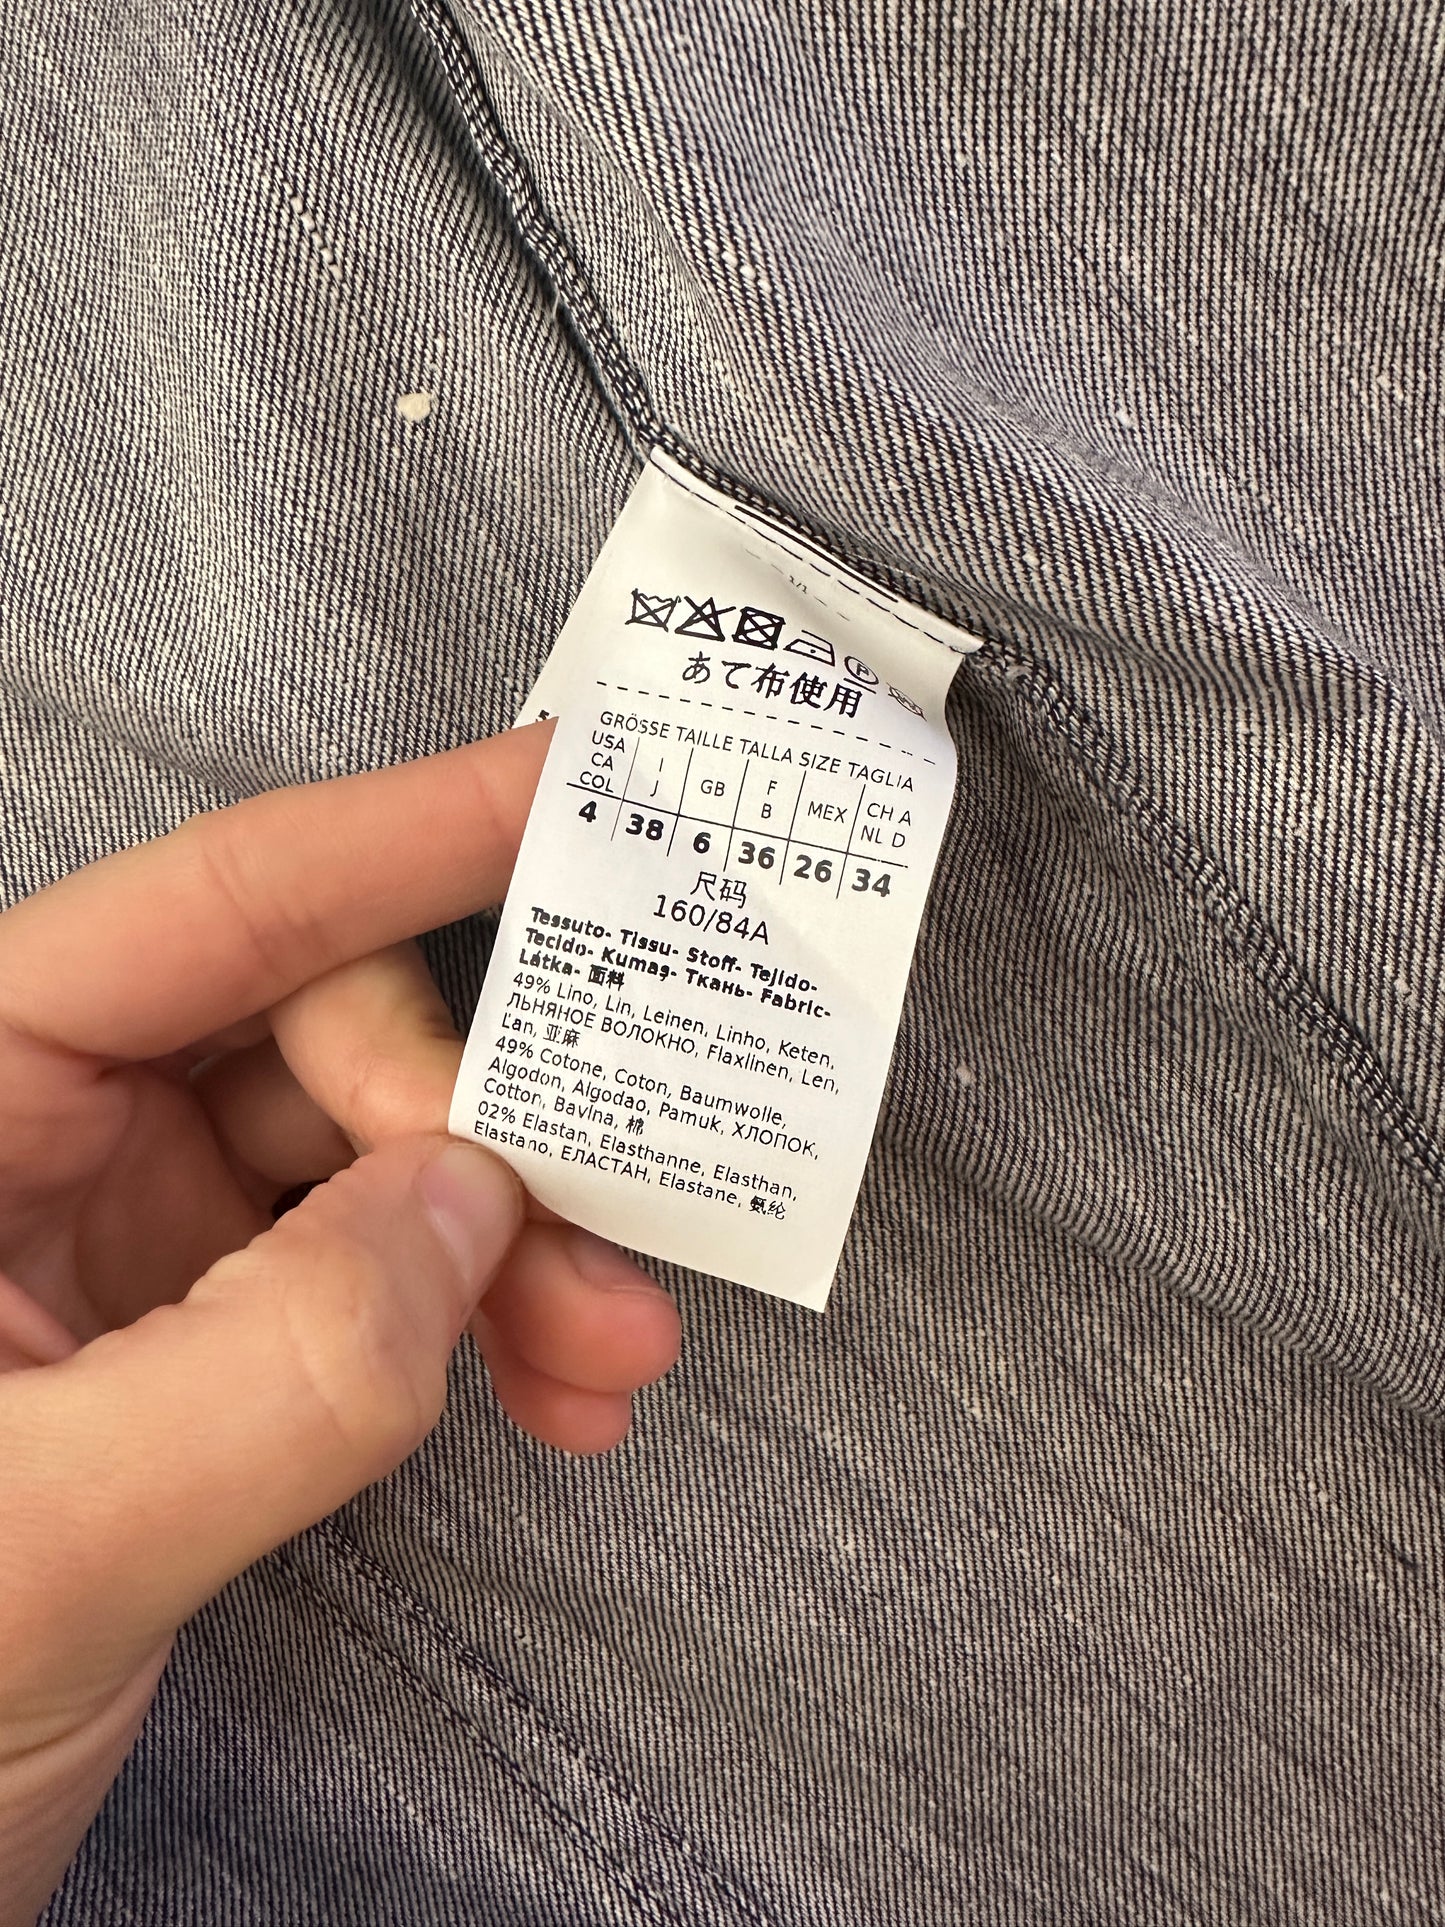 1/1
P
あて布使用
GRÖSSE TAILLE TALLA SIZE TAGLIA
USA CA COL I J GB F B MEX CH A NL D
4 38 6 36 26 34
尺码
160/84A
Tessuto- Tissu- Stoff- Tejido-
Tecido- Kumaş- Ткань- Fabric-
Látka- 面料
49% Lino, Lin, Leinen, Linho, Keten,
ЛЬНЯНОЕ ВОЛОКНО, Flaxlinen, Len,
Ľan, 亚麻
49% Cotone, Coton, Baumwolle,
Algodon, Algodao, Pamuk, ХЛОПОК,
Cotton, Bavlna, 棉
02% Elastan, Elasthanne, Elasthan,
Elastano, ЕЛАСТАН, Elastane, 氨纶